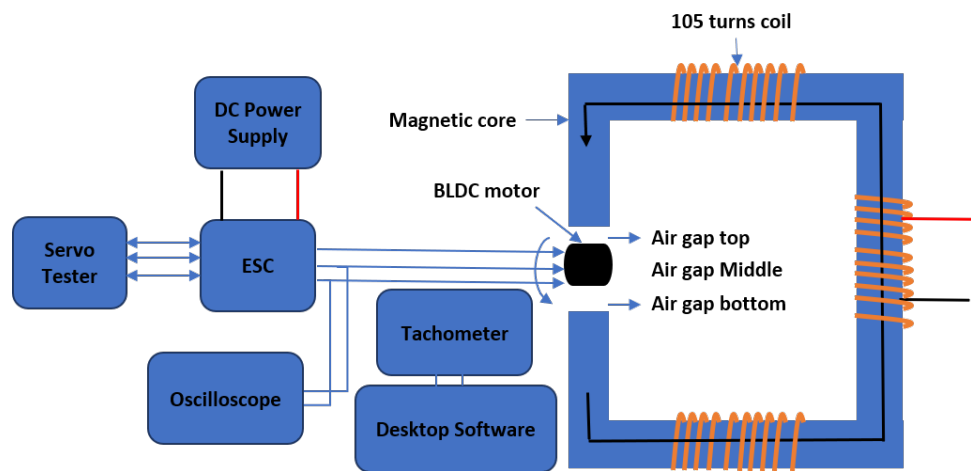 105 turns coil
DC Power
Supply
Magnetic core
BLDC motor
Servo
Tester
ESC
Air gap top
Air gap Middle
Air gap bottom
Tachometer
Oscilloscope
Desktop Software